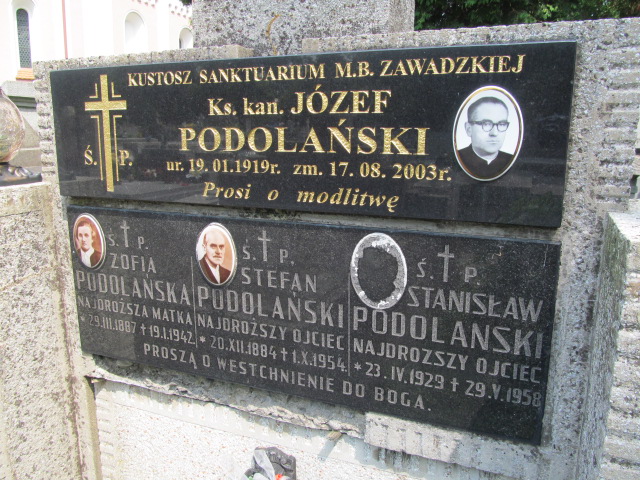 KUSTOSZ SANKTUARIUM M.B. ZAWADZKIEJ
Ks. kan. JÓZEF
PODOLAŃSKI
Ś. P.
ur. 19.01.1919r. zm. 17.08.2003r.
Prosi o modlitwę
Ś. P.
ZOFIA
PODOLAŃSKA
NAJDROŻSZA MATKA
* 29.III.1887 † 19.I.1942.
Ś. P.
STEFAN
PODOLAŃSKI
NAJDROŻSZY OJCIEC
* 20.XII.1884 † 1.X.1954.
Ś. P.
STANISŁAW
PODOLAŃSKI
NAJDROŻSZY OJCIEC
* 23.IV.1929 † 29.V.1958
PROSZĄ O WESTCHNIENIE DO BOGA.